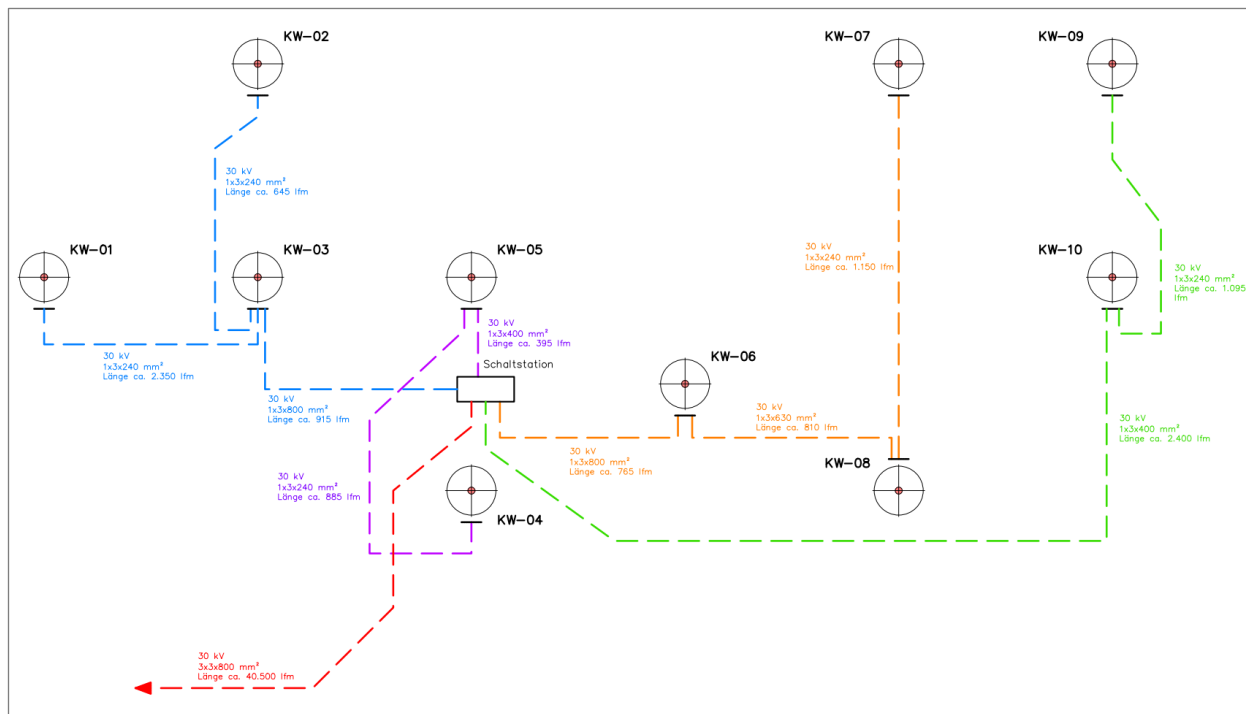 KW-02
KW-07
KW-09
30 kV
1x3x240 mm²
Länge ca. 645 lfm
KW-01
KW-03
KW-05
30 kV
1x3x240 mm²
Länge ca. 1.150 lfm
KW-10
30 kV
1x3x240 mm²
Länge ca. 1.095
lfm
30 kV
1x3x400 mm²
Länge ca. 395 lfm
30 kV
1x3x240 mm²
Länge ca. 2.350 lfm
Schaltstation
KW-06
30 kV
1x3x800 mm²
Länge ca. 915 lfm
30 kV
1x3x630 mm²
Länge ca. 810 lfm
30 kV
1x3x400 mm²
Länge ca. 2.400 lfm
30 kV
1x3x800 mm²
Länge ca. 765 lfm
KW-08
30 kV
1x3x240 mm²
Länge ca. 885 lfm
KW-04
30 kV
3x3x800 mm²
Länge ca. 40.500 lfm